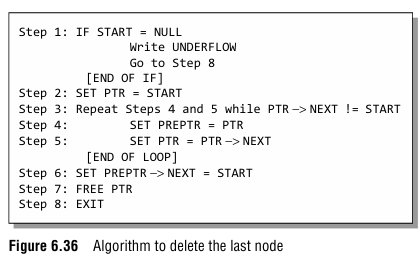 Step 1: IF START = NULL
Write UNDERFLOW
Go to Step 8
[END OF IF]
Step 2: SET PTR = START
Step 3: Repeat Steps 4 and 5 while PTR —> NEXT != START
Step 4: SET PREPTR = PTR
Step 5: SET PTR = PTR —> NEXT
[END OF LOOP]
Step 6: SET PREPTR —> NEXT = START
Step 7: FREE PTR
Step 8: EXIT
Figure 6.36 Algorithm to delete the last node